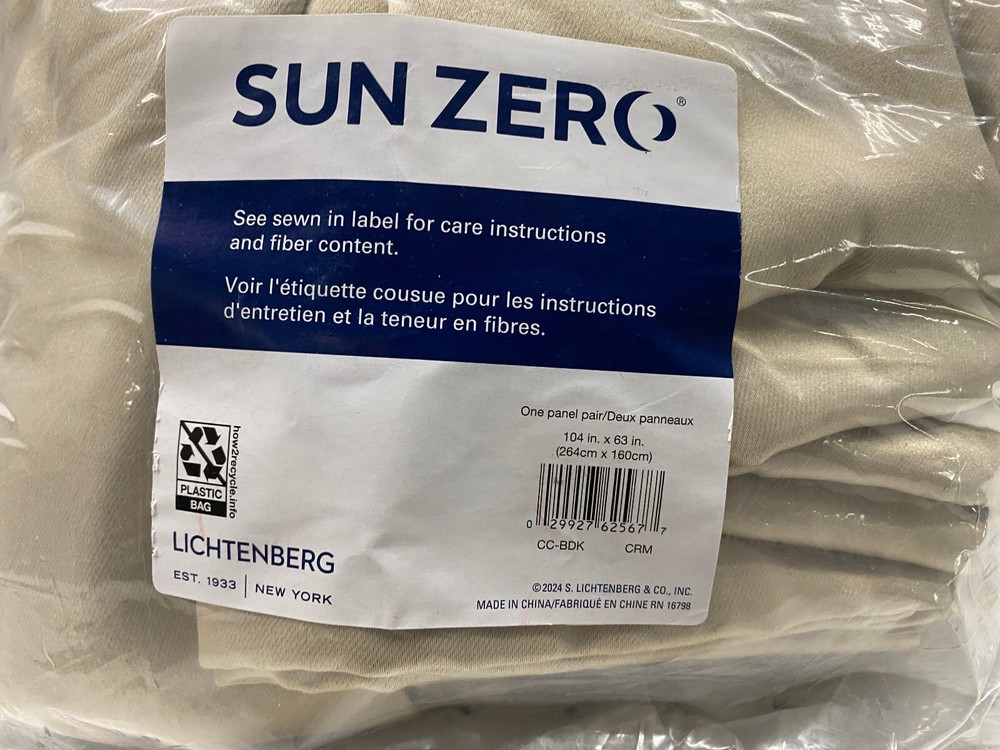 SUN ZERO®
See sewn in label for care instructions
and fiber content.
Voir l'étiquette cousue pour les instructions
d'entretien et la teneur en fibres.
One panel pair/Deux panneaux
104 in. x 63 in.
(264cm x 160cm)
0 29927 62567 7
CC-BDK CRM
how2recycle.info
PLASTIC
BAG
LICHTENBERG
EST. 1933 | NEW YORK
©2024 S. LICHTENBERG & CO., INC.
MADE IN CHINA/FABRIQUÉ EN CHINE RN 16798